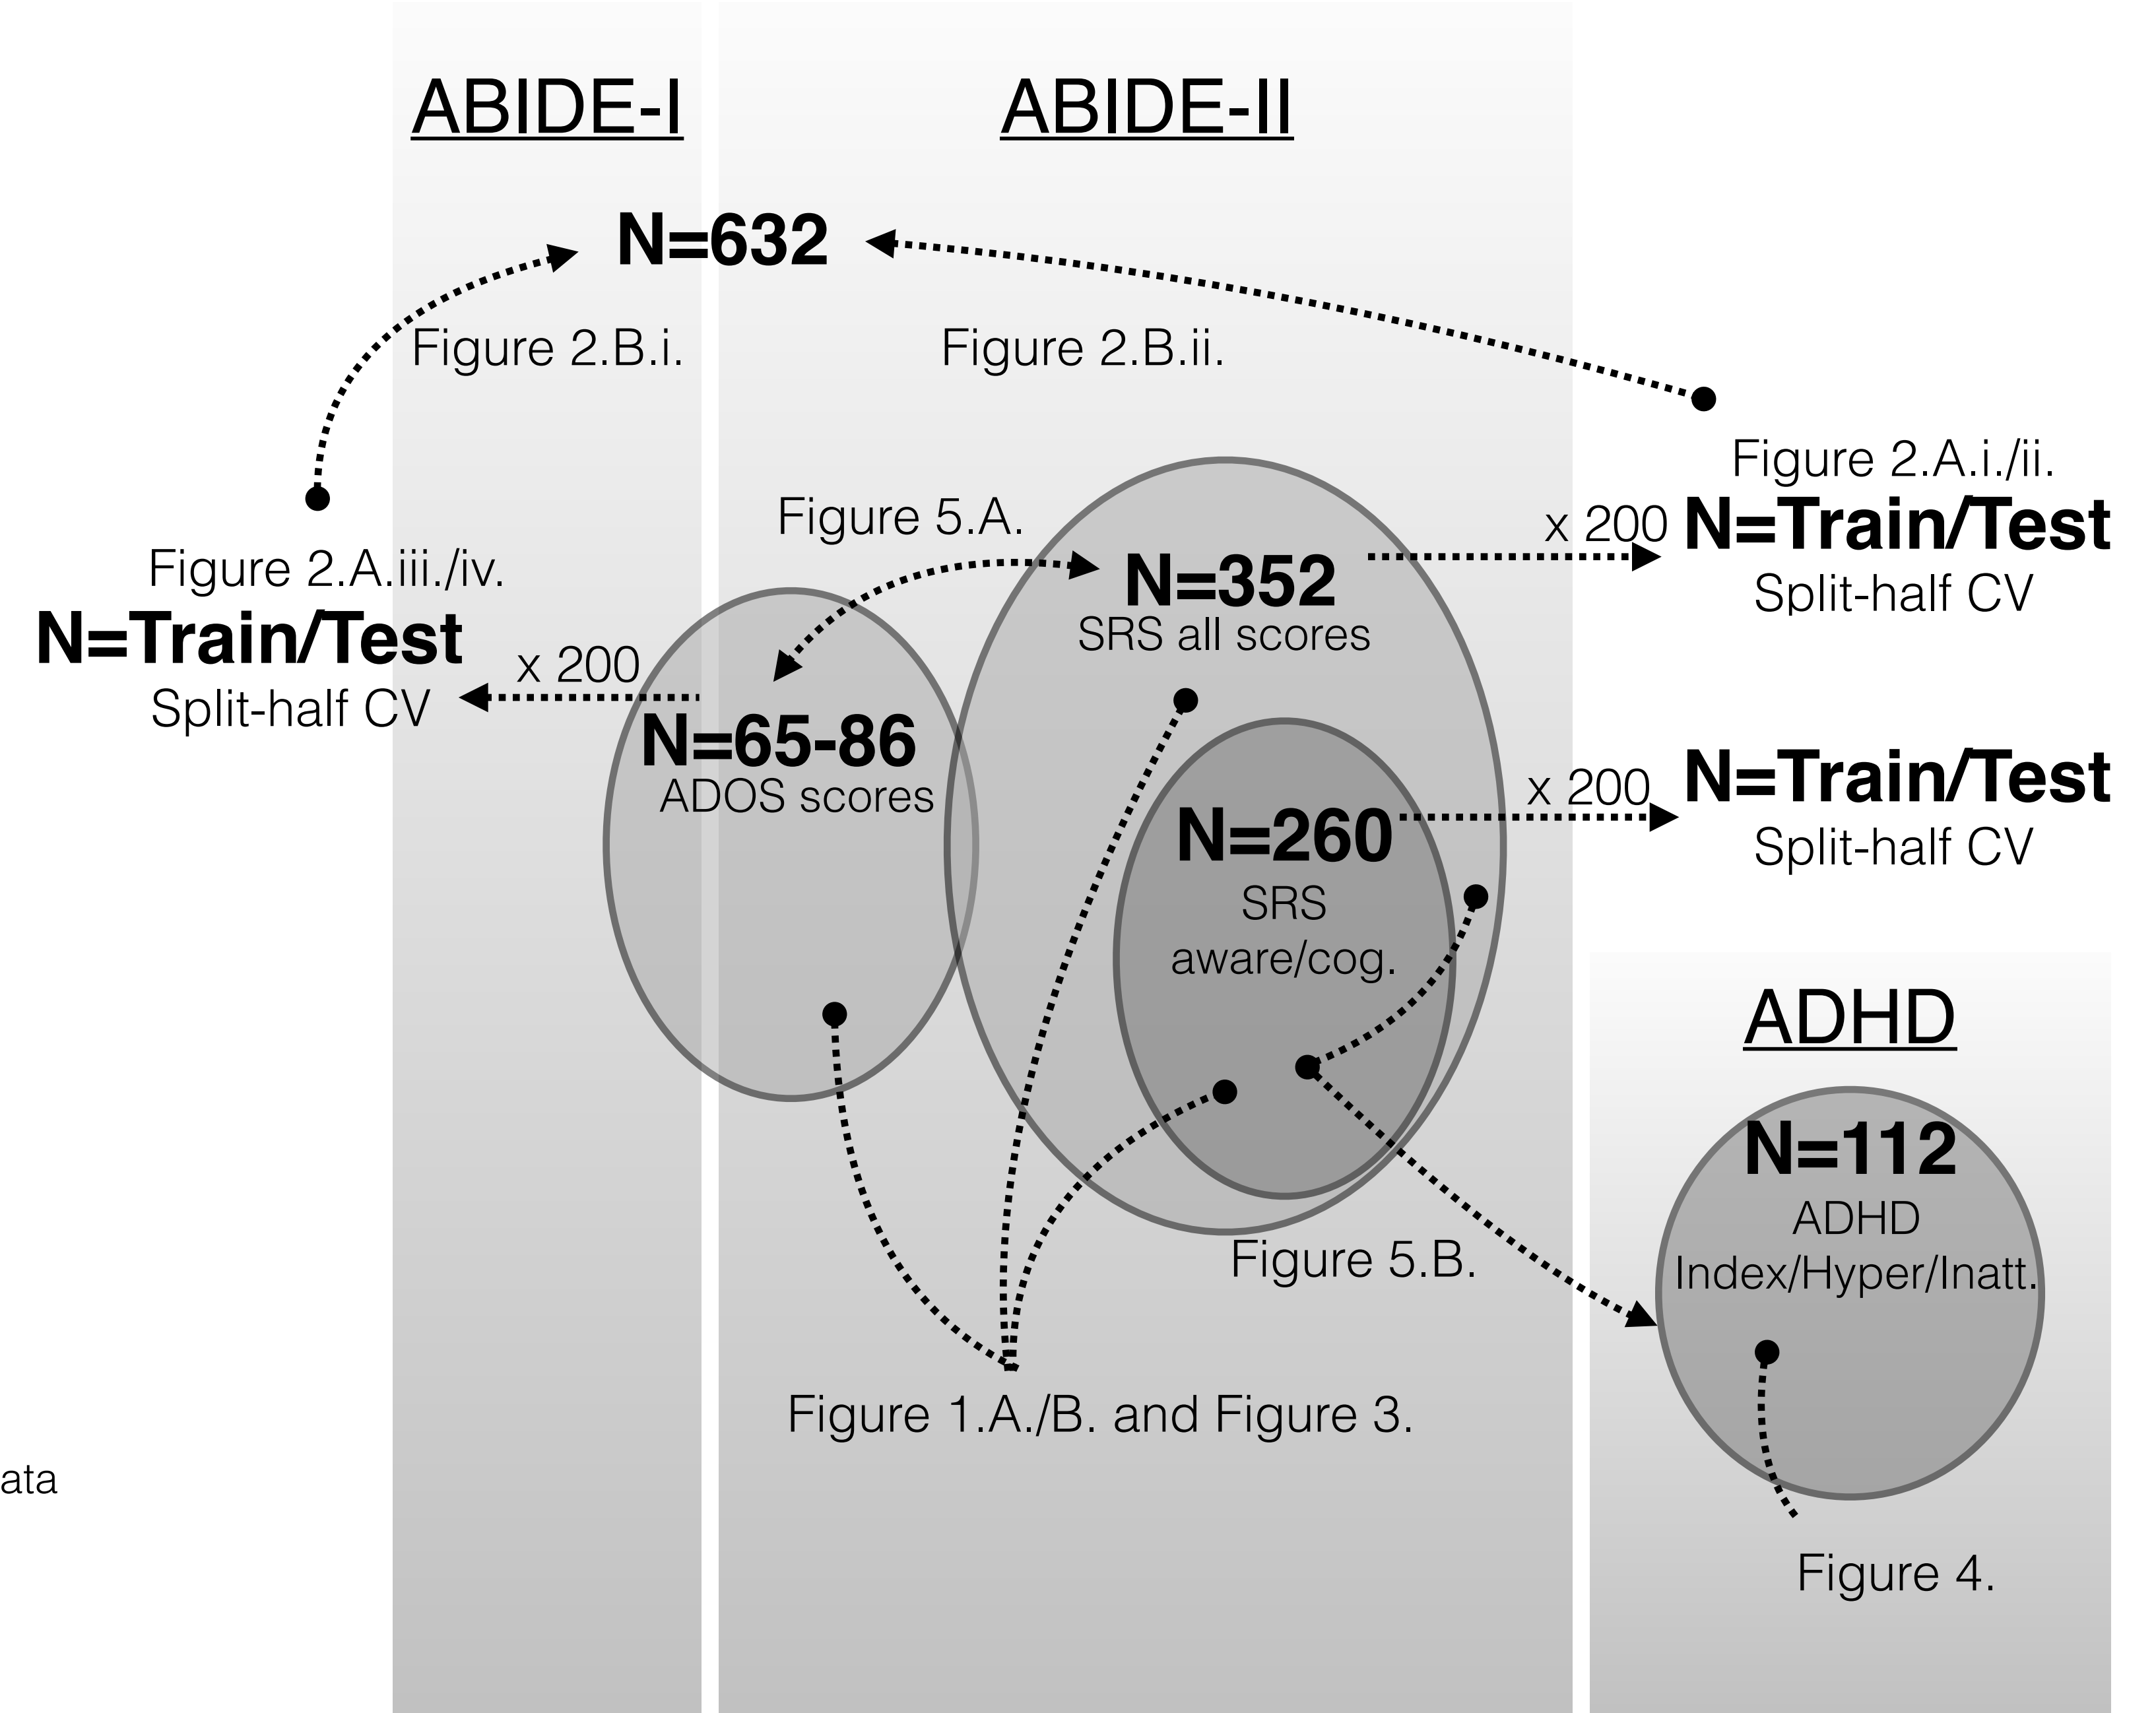 ABIDE-I
ABIDE-II
N=632
Figure 2.B.i.
Figure 2.B.ii.
Figure 2.A.i./ii.
N=Train/Test
Split-half CV
x 200
Figure 5.A.
N=352
SRS all scores
Figure 2.A.iii./iv.
N=Train/Test
Split-half CV
x 200
N=65-86
ADOS scores
N=260
SRS
aware/cog.
x 200
N=Train/Test
Split-half CV
ADHD
N=112
ADHD
Index/Hyper/Inatt.
Figure 5.B.
Figure 1.A./B. and Figure 3.
ata
Figure 4.